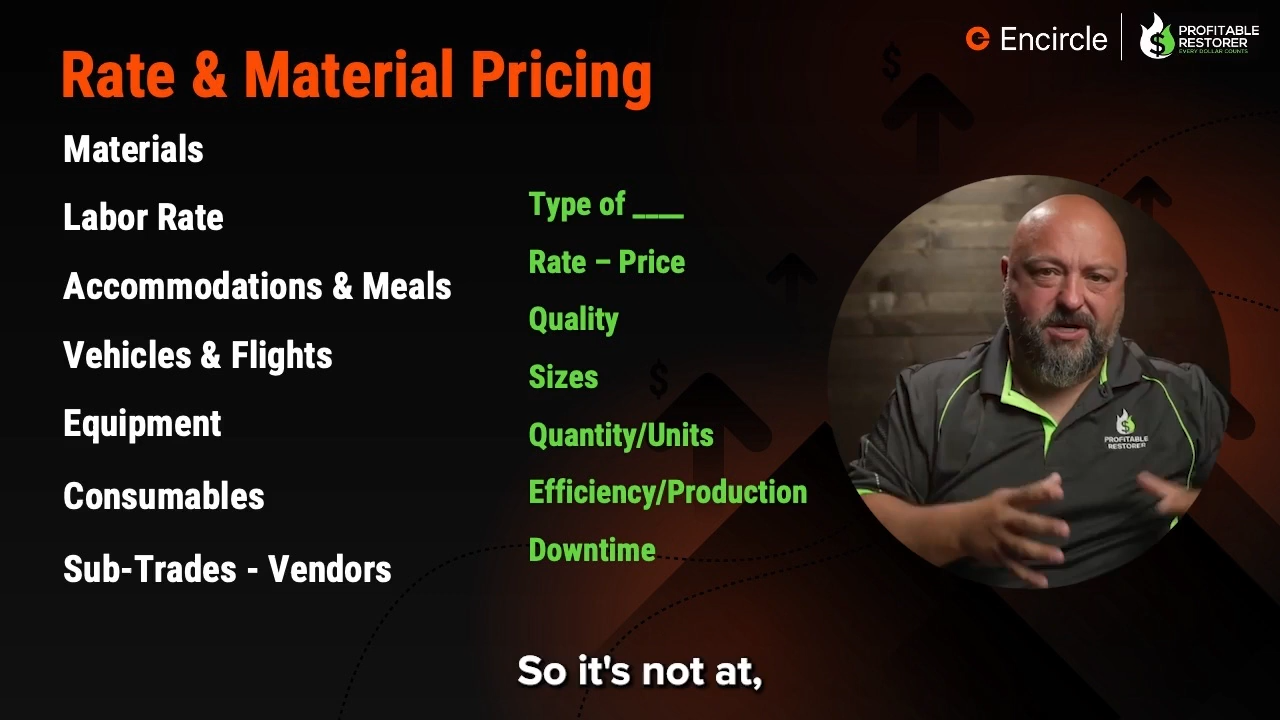 Encircle
PROFITABLE
RESTORER
EVERY DOLLAR COUNTS
Rate & Material Pricing
Materials
Labor Rate
Accommodations & Meals
Vehicles & Flights
Equipment
Consumables
Sub-Trades - Vendors
Type of ____
Rate – Price
Quality
Sizes
Quantity/Units
Efficiency/Production
Downtime
$
$
PROFITABLE
RESTORER
So it's not at,